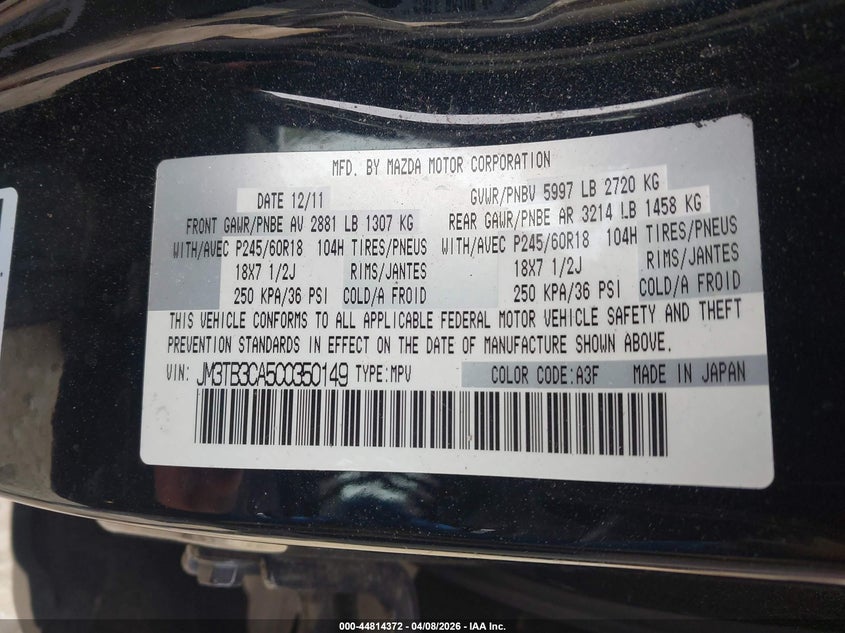 MFD. BY MAZDA MOTOR CORPORATION
DATE 12/11 GVWR/PNBV 5997 LB 2720 KG
FRONT GAWR/PNBE AV 2881 LB 1307 KG REAR GAWR/PNBE AR 3214 LB 1458 KG
WITH/AVEC P245/60R18 104H TIRES/PNEUS WITH/AVEC P245/60R18 104H TIRES/PNEUS
18X7 1/2J RIMS/JANTES 18X7 1/2J RIMS/JANTES
250 KPA/36 PSI COLD/A FROID 250 KPA/36 PSI COLD/A FROID
THIS VEHICLE CONFORMS TO ALL APPLICABLE FEDERAL MOTOR VEHICLE SAFETY AND THEFT
PREVENTION STANDARDS IN EFFECT ON THE DATE OF MANUFACTURE SHOWN ABOVE.
VIN: JM3TB3CA5C0350149 TYPE:MPV COLOR CODE:A3F MADE IN JAPAN
000-44814372 - 04/08/2026 - IAA Inc.